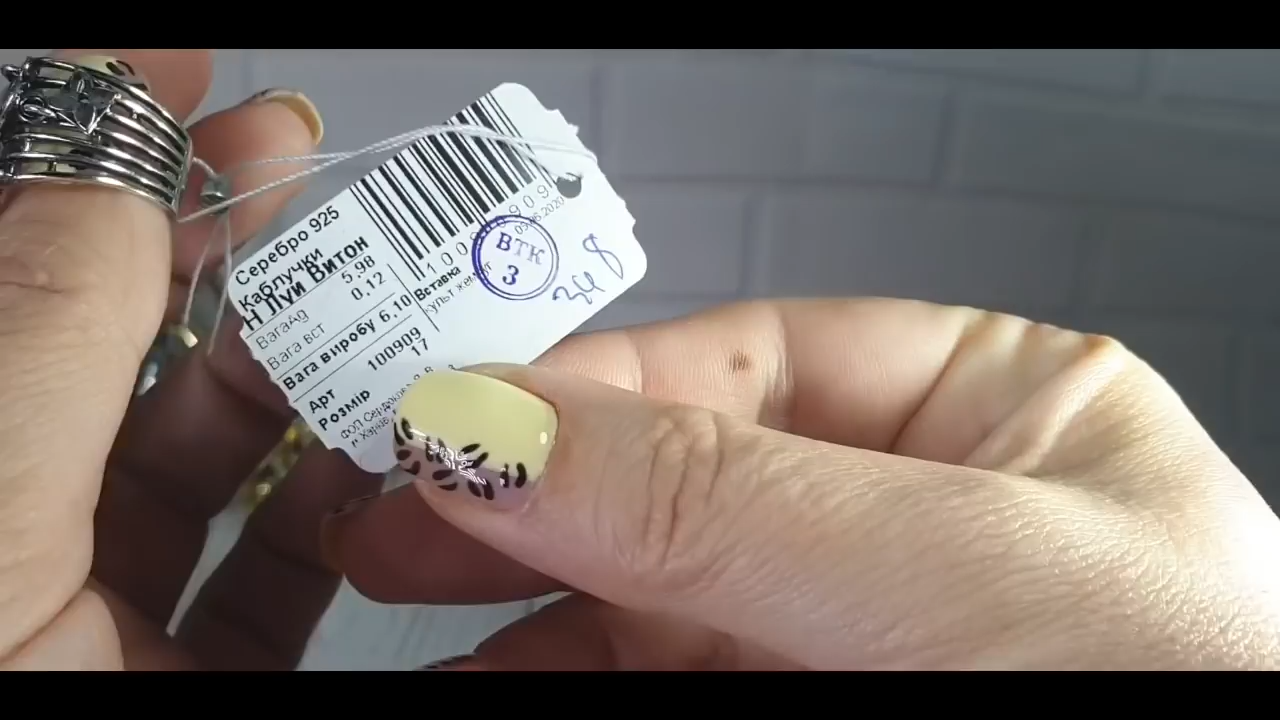 Серебро 925
Каблучки
Н Луи Витон
ВагаAg 5,98
Вага вст 0,12
Вага виробу 6,10
Арт 100909
Розмір 17
Вставка
культ
ВТК
3